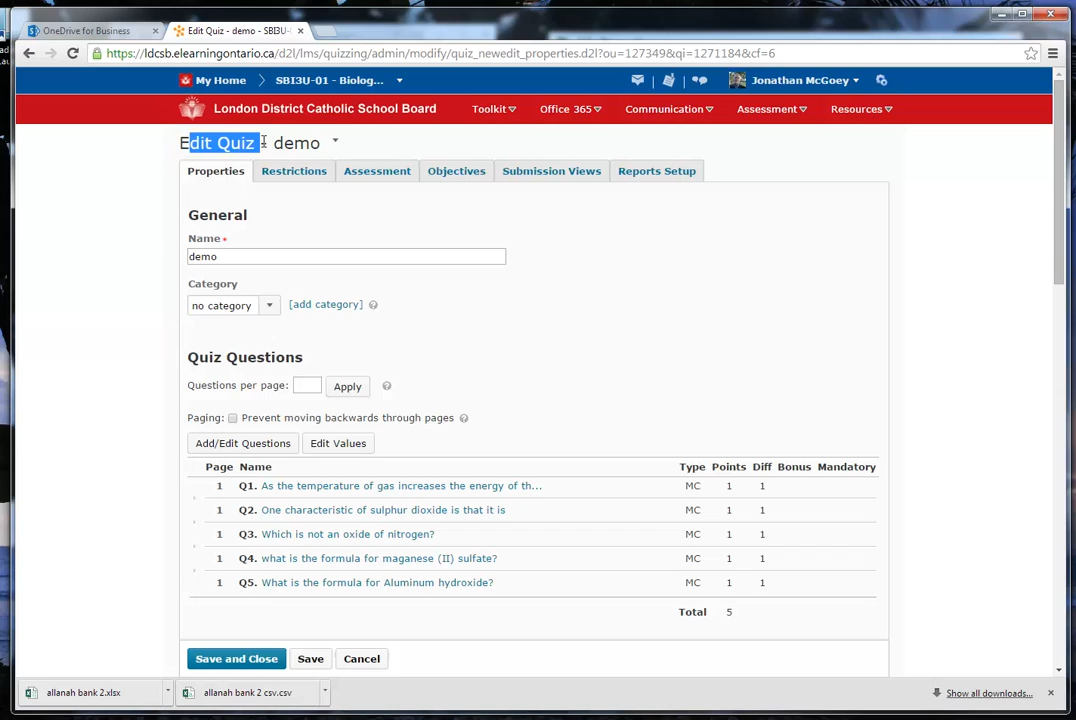 OneDrive for Business
Edit Quiz - demo - SBI3U-
https://ldcsb.elearningontario.ca/d2l/lms/quizzing/admin/modify/quiz_newedit_properties.d2l?ou=127349&qi=1271184&cf=6
My Home
SBI3U-01 - Biolog...
Jonathan McGoey
London District Catholic School Board
Toolkit
Office 365
Communication
Assessment
Resources
Edit Quiz - demo
Properties
Restrictions
Assessment
Objectives
Submission Views
Reports Setup
General
Name *
demo
Category
no category
[add category]
Quiz Questions
Questions per page:
Apply
Paging:
Prevent moving backwards through pages
Add/Edit Questions
Edit Values
Page Name Type Points Diff Bonus Mandatory
1 Q1. As the temperature of gas increases the energy of th... MC 1 1
1 Q2. One characteristic of sulphur dioxide is that it is MC 1 1
1 Q3. Which is not an oxide of nitrogen? MC 1 1
1 Q4. what is the formula for maganese (II) sulfate? MC 1 1
1 Q5. What is the formula for Aluminum hydroxide? MC 1 1
Total 5
Save and Close
Save
Cancel
allanah bank 2.xlsx
allanah bank 2 csv.csv
Show all downloads...